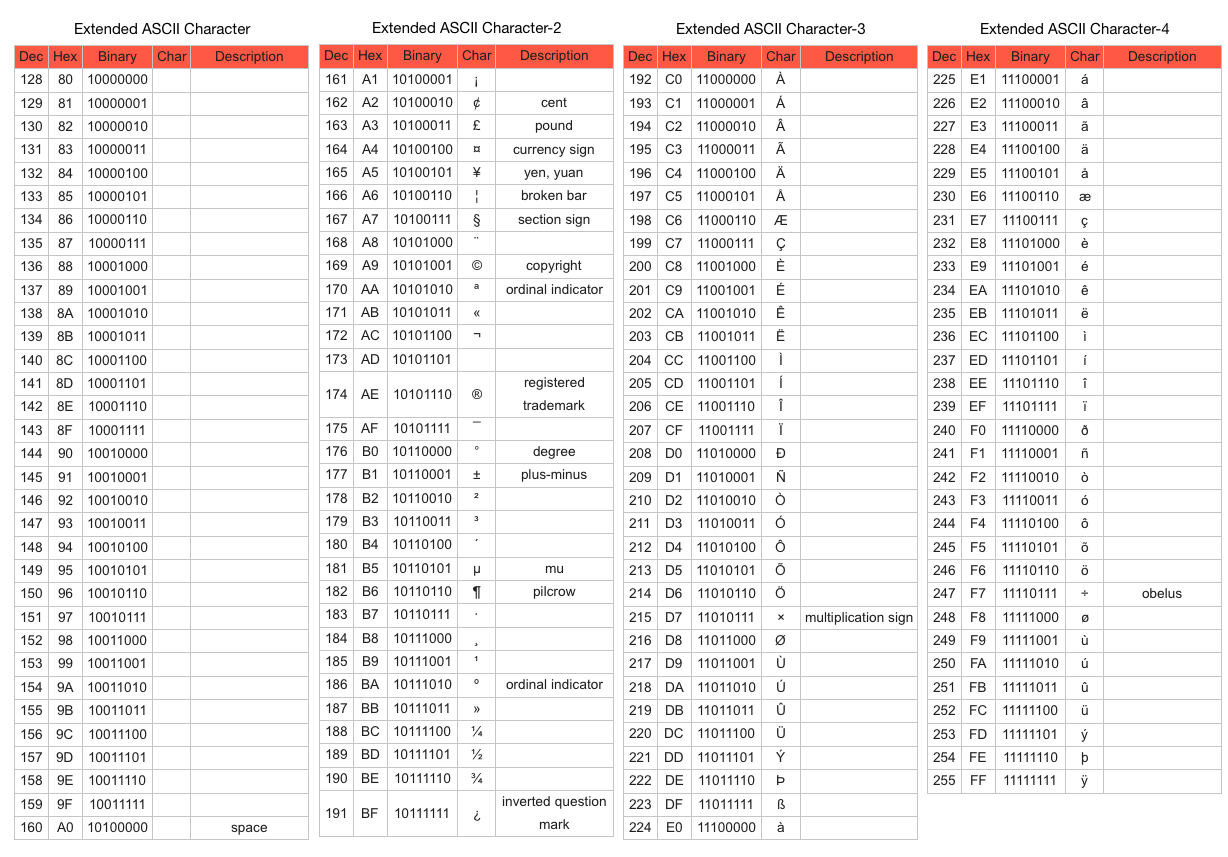 Extended ASCII Character
Dec Hex Binary Char Description
128 80 10000000
129 81 10000001
130 82 10000010
131 83 10000011
132 84 10000100
133 85 10000101
134 86 10000110
135 87 10000111
136 88 10001000
137 89 10001001
138 8A 10001010
139 8B 10001011
140 8C 10001100
141 8D 10001101
142 8E 10001110
143 8F 10001111
144 90 10010000
145 91 10010001
146 92 10010010
147 93 10010011
148 94 10010100
149 95 10010101
150 96 10010110
151 97 10010111
152 98 10011000
153 99 10011001
154 9A 10011010
155 9B 10011011
156 9C 10011100
157 9D 10011101
158 9E 10011110
159 9F 10011111
160 A0 10100000 space
Extended ASCII Character-2
Dec Hex Binary Char Description
161 A1 10100001 ¡
162 A2 10100010 ¢ cent
163 A3 10100011 £ pound
164 A4 10100100 ¤ currency sign
165 A5 10100101 ¥ yen, yuan
166 A6 10100110 ¦ broken bar
167 A7 10100111 § section sign
168 A8 10101000 ¨
169 A9 10101001 © copyright
170 AA 10101010 ª ordinal indicator
171 AB 10101011 «
172 AC 10101100 ¬
173 AD 10101101
174 AE 10101110 ® registered
trademark
175 AF 10101111 ¯
176 B0 10110000 ° degree
177 B1 10110001 ± plus-minus
178 B2 10110010 ²
179 B3 10110011 ³
180 B4 10110100 ´
181 B5 10110101 µ mu
182 B6 10110110 ¶ pilcrow
183 B7 10110111 ·
184 B8 10111000 ¸
185 B9 10111001 ¹
186 BA 10111010 º ordinal indicator
187 BB 10111011 »
188 BC 10111100 ¼
189 BD 10111101 ½
190 BE 10111110 ¾
191 BF 10111111 ¿ inverted question
mark
Extended ASCII Character-3
Dec Hex Binary Char Description
192 C0 11000000 À
193 C1 11000001 Á
194 C2 11000010 Â
195 C3 11000011 Ã
196 C4 11000100 Ä
197 C5 11000101 Å
198 C6 11000110 Æ
199 C7 11000111 Ç
200 C8 11001000 È
201 C9 11001001 É
202 CA 11001010 Ê
203 CB 11001011 Ë
204 CC 11001100 Ì
205 CD 11001101 Í
206 CE 11001110 Î
207 CF 11001111 Ï
208 D0 11010000 Ð
209 D1 11010001 Ñ
210 D2 11010010 Ò
211 D3 11010011 Ó
212 D4 11010100 Ô
213 D5 11010101 Õ
214 D6 11010110 Ö
215 D7 11010111 × multiplication sign
216 D8 11011000 Ø
217 D9 11011001 Ù
218 DA 11011010 Ú
219 DB 11011011 Û
220 DC 11011100 Ü
221 DD 11011101 Ý
222 DE 11011110 Þ
223 DF 11011111 ß
224 E0 11100000 à
Extended ASCII Character-4
Dec Hex Binary Char Description
225 E1 11100001 á
226 E2 11100010 â
227 E3 11100011 ã
228 E4 11100100 ä
229 E5 11100101 å
230 E6 11100110 æ
231 E7 11100111 ç
232 E8 11101000 è
233 E9 11101001 é
234 EA 11101010 ê
235 EB 11101011 ë
236 EC 11101100 ì
237 ED 11101101 í
238 EE 11101110 î
239 EF 11101111 ï
240 F0 11110000 ð
241 F1 11110001 ñ
242 F2 11110010 ò
243 F3 11110011 ó
244 F4 11110100 ô
245 F5 11110101 õ
246 F6 11110110 ö
247 F7 11110111 ÷ obelus
248 F8 11111000 ø
249 F9 11111001 ù
250 FA 11111010 ú
251 FB 11111011 û
252 FC 11111100 ü
253 FD 11111101 ý
254 FE 11111110 þ
255 FF 11111111 ÿ